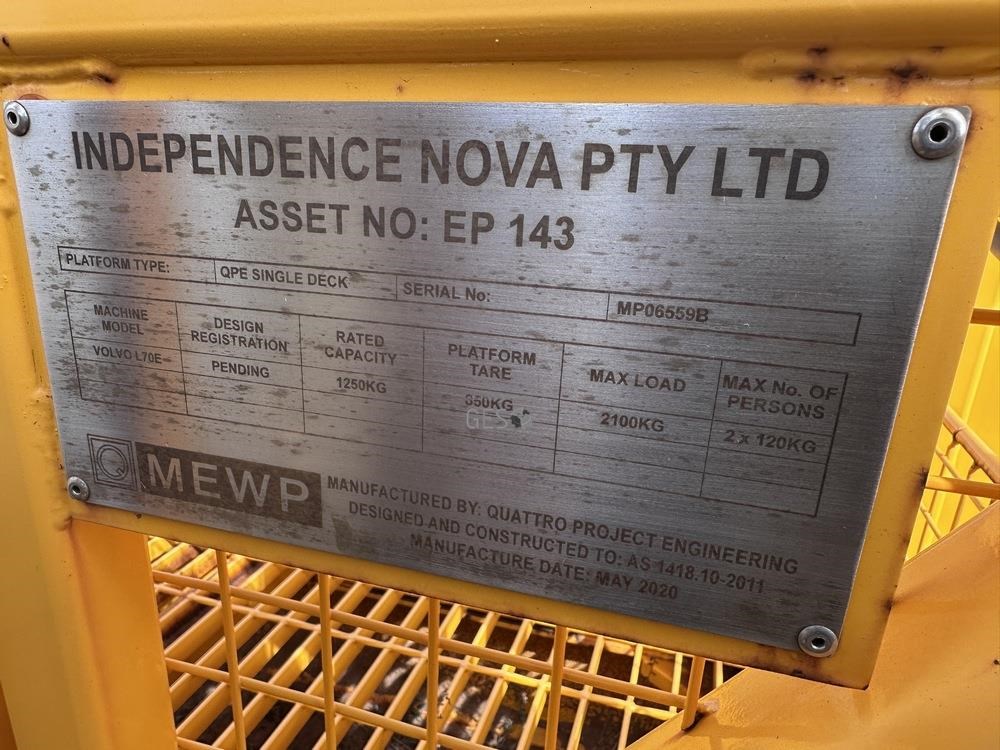 INDEPENDENCE NOVA PTY LTD
ASSET NO: EP 143
PLATFORM TYPE: QPE SINGLE DECK SERIAL No: MP06559B
MACHINE MODEL DESIGN REGISTRATION RATED CAPACITY PLATFORM TARE MAX LOAD MAX No. OF PERSONS
VOLVO L70E PENDING 1250KG 850KG 2100KG 2 x 120KG
GES
Q MEWP
MANUFACTURED BY: QUATTRO PROJECT ENGINEERING
DESIGNED AND CONSTRUCTED TO: AS 1418.10-2011
MANUFACTURE DATE: MAY 2020